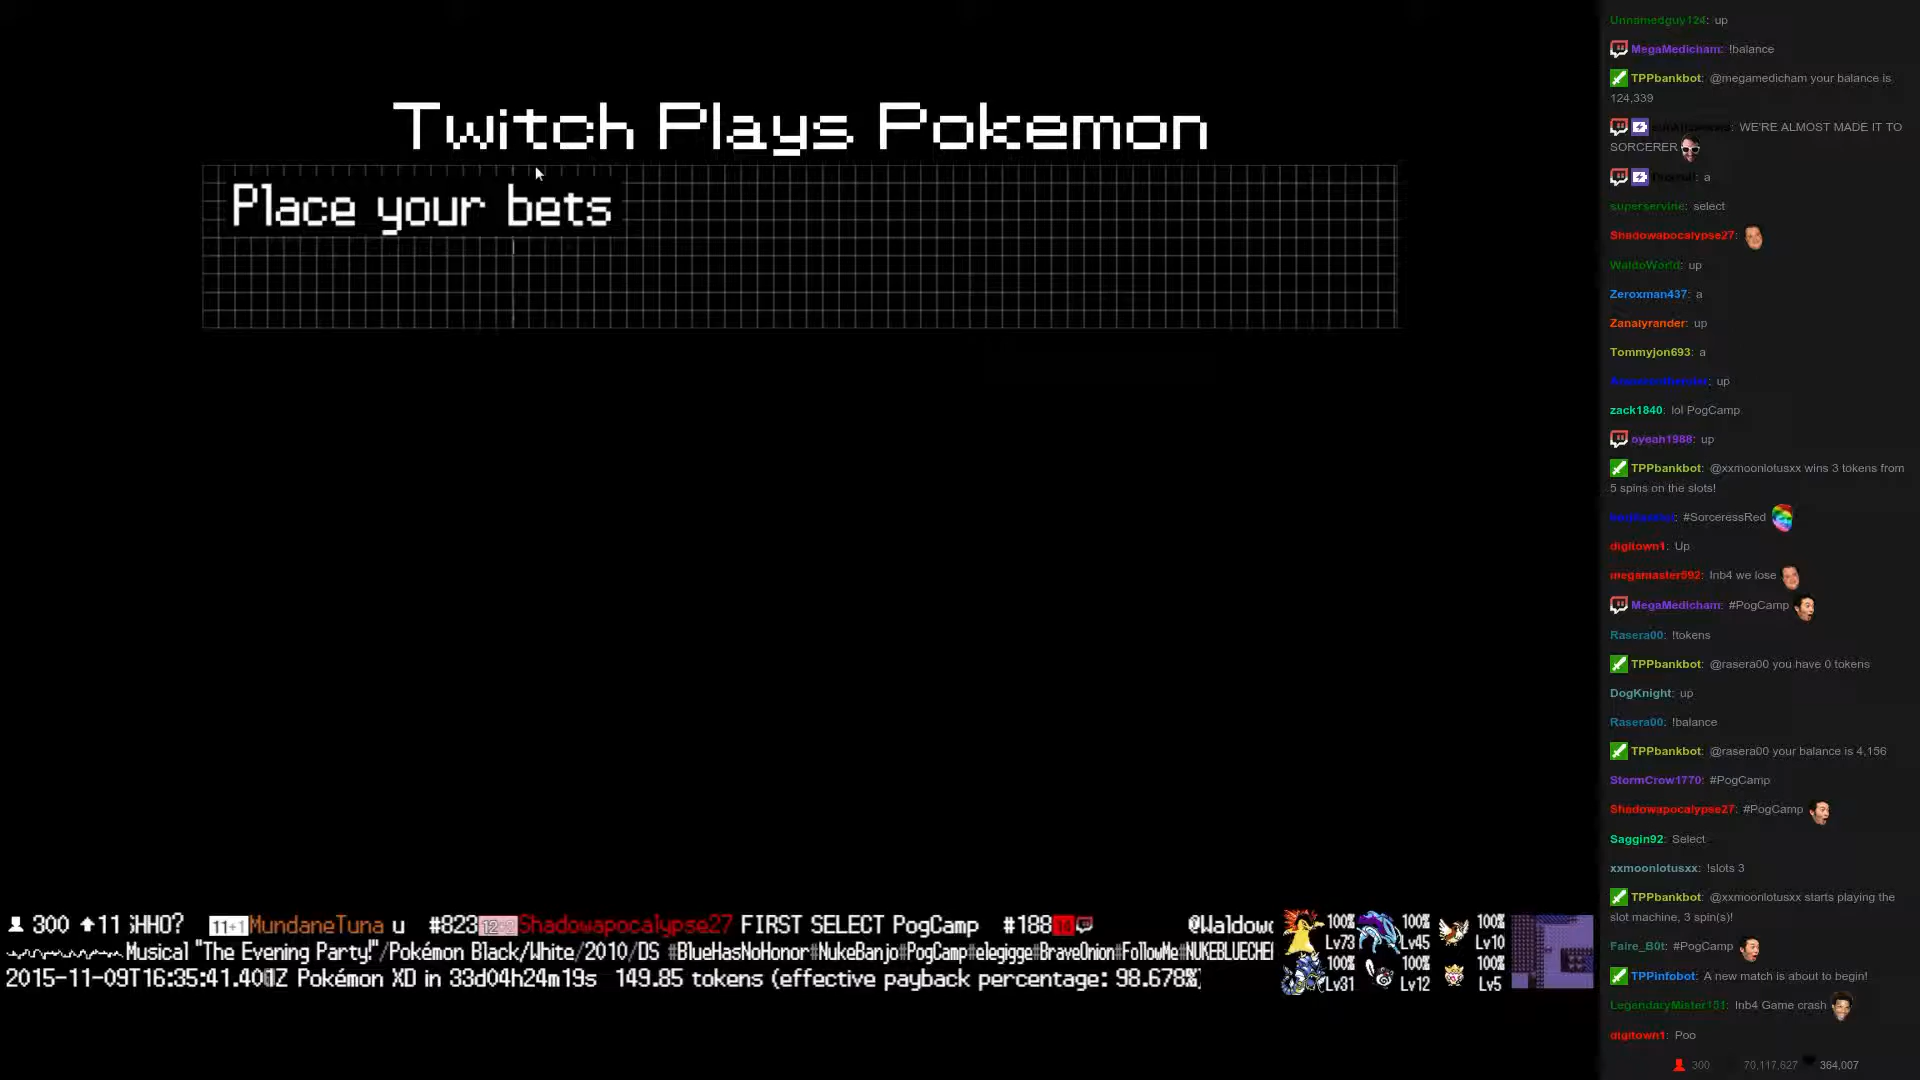 Twitch Plays Pokemon
Place your bets
Unnamedguy124: up
MegaMedicham: !balance
TPPbankbot: @megamedicham your balance is
124,339
: WE'RE ALMOST MADE IT TO
SORCERER
: a
superservine: select
Shadowapocalypse27:
WaldoWorld: up
Zeroxman437: a
Zanalyrander: up
Tommyjon693: a
: up
zack1840: lol PogCamp
oyeah1988: up
TPPbankbot: @xxmoonlotusxx wins 3 tokens from
5 spins on the slots!
: #SorceressRed
digitown1: Up
megamaster592: Inb4 we lose
MegaMedicham: #PogCamp
Rasera00: !tokens
TPPbankbot: @rasera00 you have 0 tokens
DogKnight: up
Rasera00: !balance
TPPbankbot: @rasera00 your balance is 4,156
StormCrow1770: #PogCamp
Shadowapocalypse27: #PogCamp
Saggin92: Select
xxmoonlotusxx: !slots 3
TPPbankbot: @xxmoonlotusxx starts playing the
slot machine, 3 spin(s)!
Faire_B0t: #PogCamp
TPPinfobot: A new match is about to begin!
LegendaryMister151: Inb4 Game crash
digitown1: Poo
300 70,117,627 364,007
300 11 HHO? 11+1 MundaneTuna u #823 Shadowapocalypse27 FIRST SELECT PogCamp #188 @Waldow
Musical "The Evening Party!"/Pokémon Black/White/2010/DS #BlueHasNoHonor#NukeBanjo#PogCamp#elegigge#BraveOnion#FollowMe#NUKEBLUECHE
2015-11-09T16:35:41.40 Z Pokémon XD in 33d04h24m19s 149.85 tokens (effective payback percentage: 98.678%)
100% 100% 100%
Lv73 Lv45 Lv10
100% 100% 100%
Lv31 Lv12 Lv5